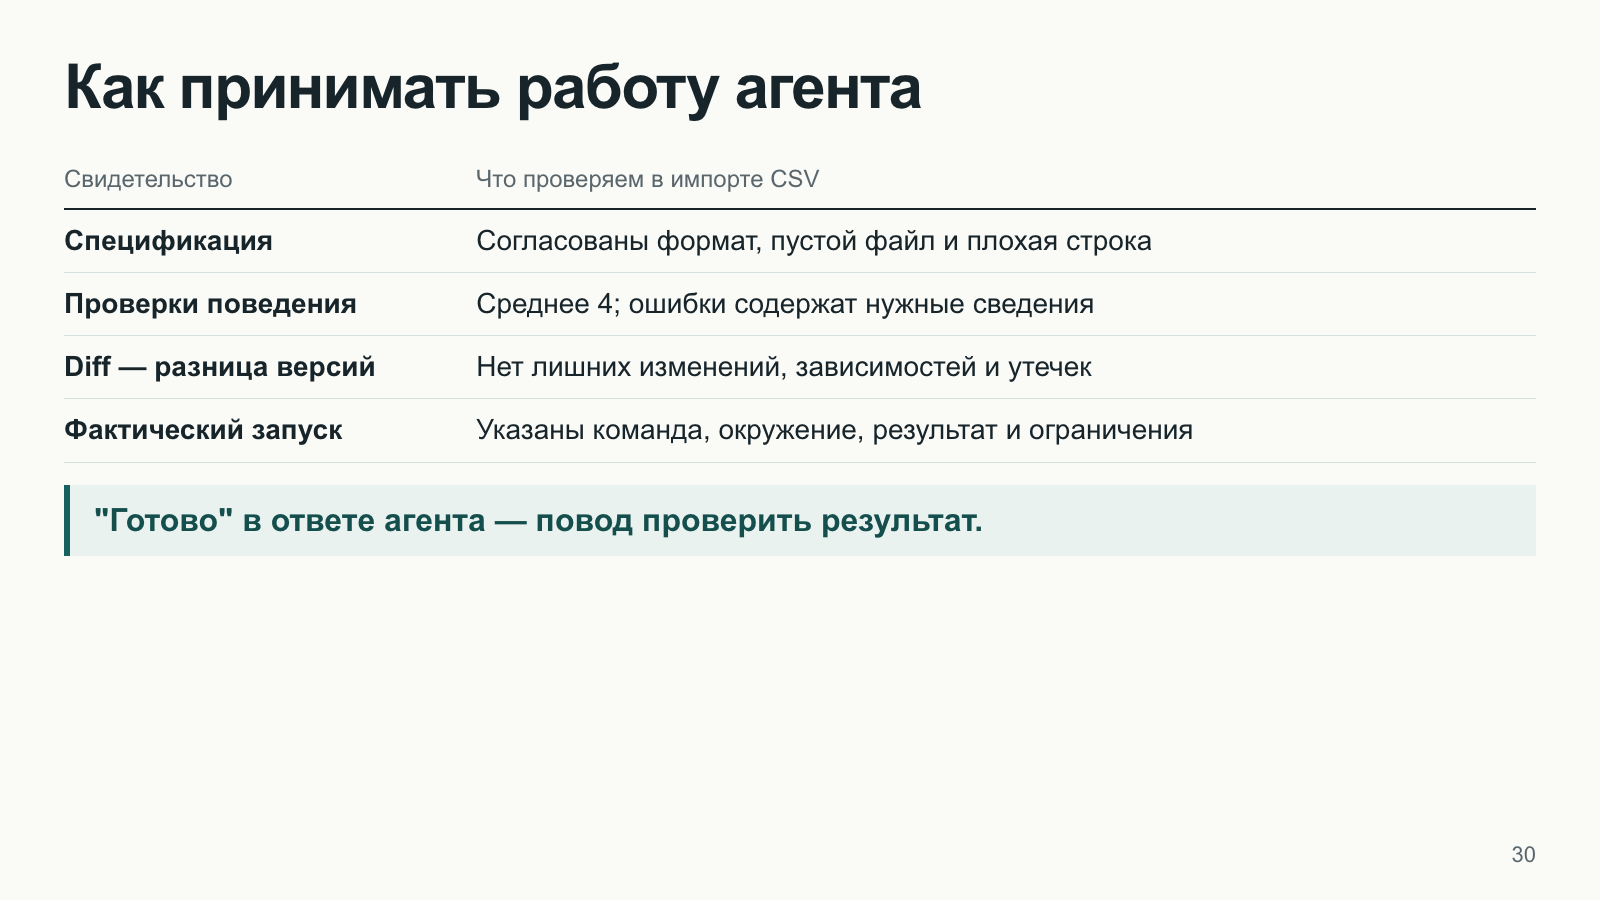 Как принимать работу агента
Свидетельство Что проверяем в импорте CSV
Спецификация Согласованы формат, пустой файл и плохая строка
Проверки поведения Среднее 4; ошибки содержат нужные сведения
Diff — разница версий Нет лишних изменений, зависимостей и утечек
Фактический запуск Указаны команда, окружение, результат и ограничения
"Готово" в ответе агента — повод проверить результат.
30